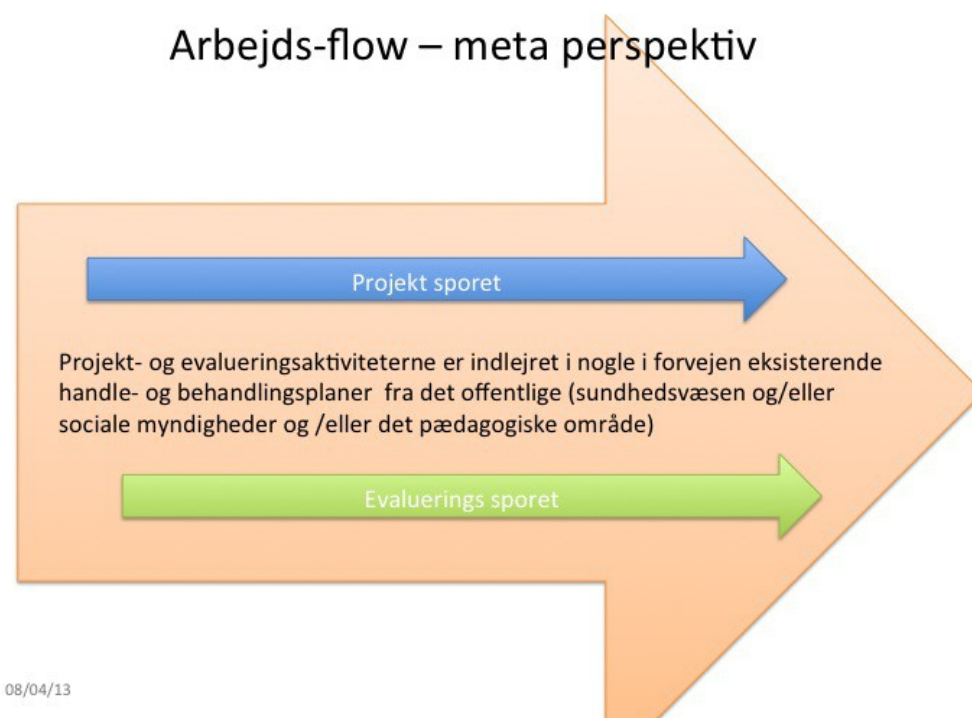 Arbejds-flow – meta perspektiv
Projekt sporet
Projekt- og evalueringsaktiviteterne er indlejret i nogle i forvejen eksisterende
handle- og behandlingsplaner fra det offentlige (sundhedsvæsen og/eller
sociale myndigheder og /eller det pædagogiske område)
Evaluerings sporet
08/04/13